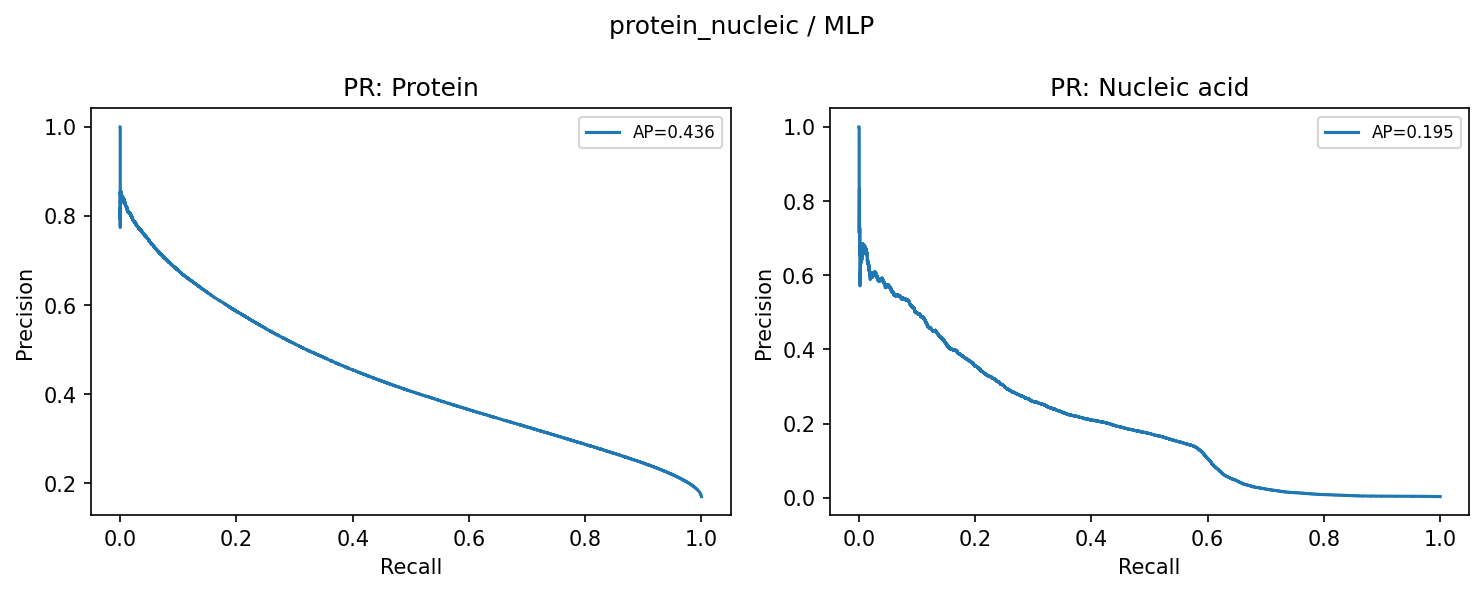 protein_nucleic / MLP
PR: Protein
AP=0.436
Precision
1.0
0.8
0.6
0.4
0.2
0.0 0.2 0.4 0.6 0.8 1.0
Recall
PR: Nucleic acid
AP=0.195
Precision
1.0
0.8
0.6
0.4
0.2
0.0
0.0 0.2 0.4 0.6 0.8 1.0
Recall